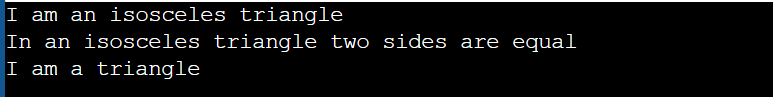 I am an isosceles triangle
In an isosceles triangle two sides are equal
I am a triangle